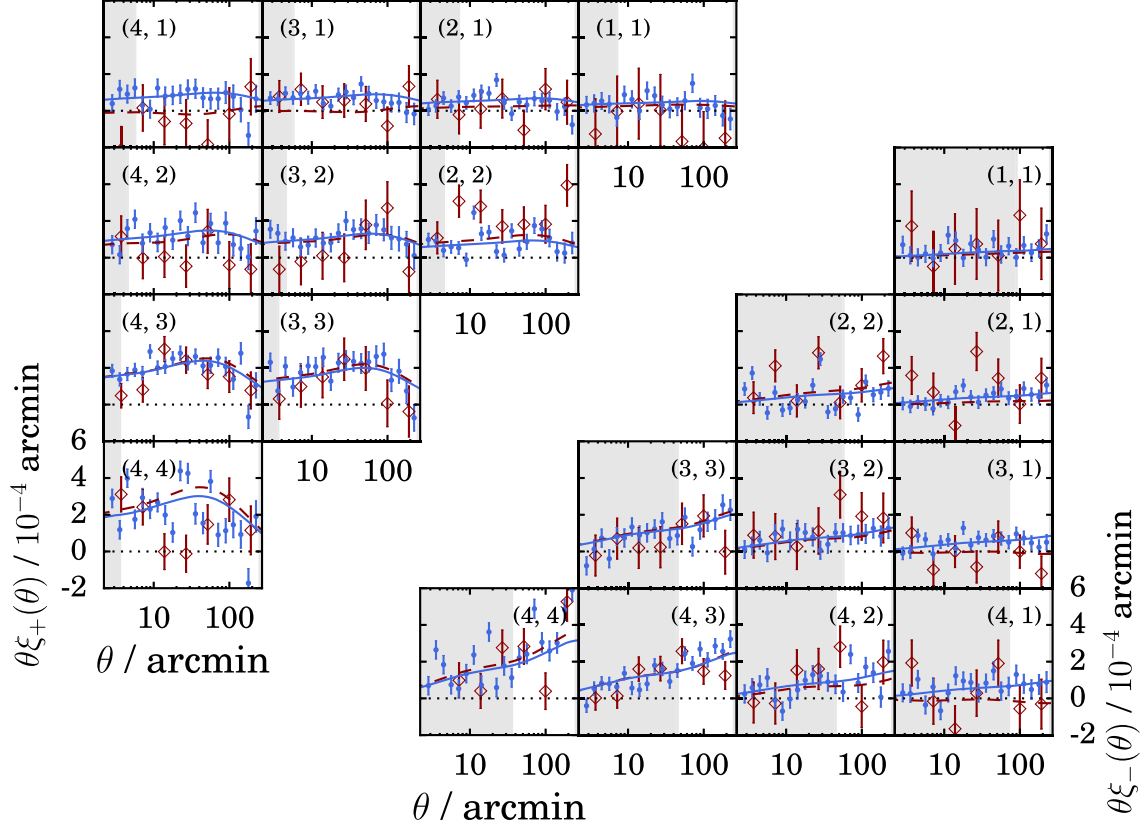 (4, 1) (3, 1) (2, 1) (1, 1)
10 100
(4, 2) (3, 2) (2, 2) (1, 1)
10 100
(4, 3) (3, 3) (2, 2) (2, 1)
10 100
6
4
2
0
-2
(4, 4) (3, 3) (3, 2) (3, 1)
10 100
θξ₊(θ) / 10⁻⁴ arcmin
θ / arcmin
(4, 4) (4, 3) (4, 2) (4, 1)
6
4
2
0
-2
10 100 10 100 10 100 10 100
θ / arcmin
θξ₋(θ) / 10⁻⁴ arcmin